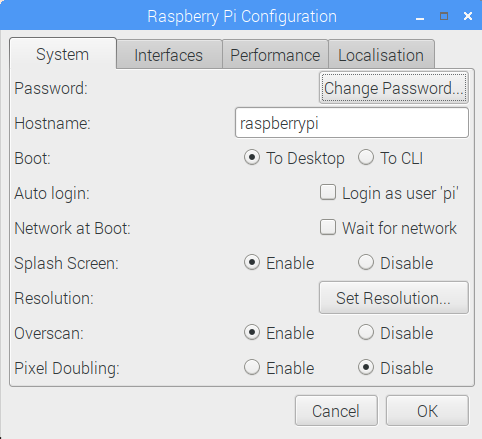 Raspberry Pi Configuration
System Interfaces Performance Localisation
Password: Change Password...
Hostname: raspberrypi
Boot: To Desktop To CLI
Auto login: Login as user 'pi'
Network at Boot: Wait for network
Splash Screen: Enable Disable
Resolution: Set Resolution...
Overscan: Enable Disable
Pixel Doubling: Enable Disable
Cancel OK